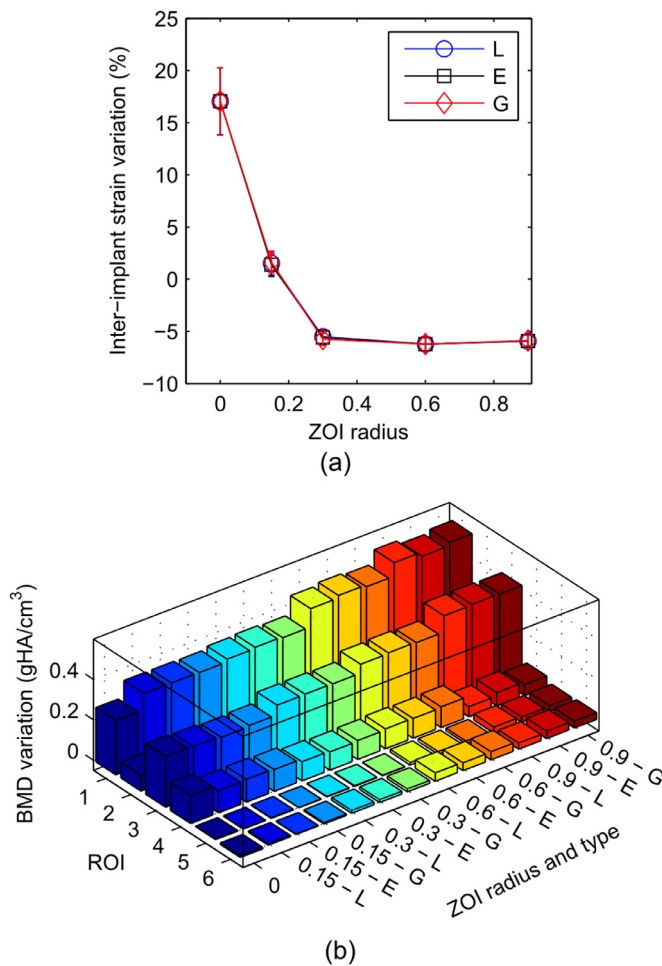 25
20
15
10
5
0
−5
−10
Inter-implant strain variation (%)
L
E
G
0
0.2
0.4
0.6
0.8
ZOI radius
(a)
BMD variation (gHA/cm³)
0.4
0.2
0
1
2
3
4
5
6
ROI
0
0.15 – L
0.15 – E
0.15 – G
0.3 – L
0.3 – E
0.3 – G
0.6 – L
0.6 – E
0.6 – G
0.9 – L
0.9 – E
0.9 – G
ZOI radius and type
(b)